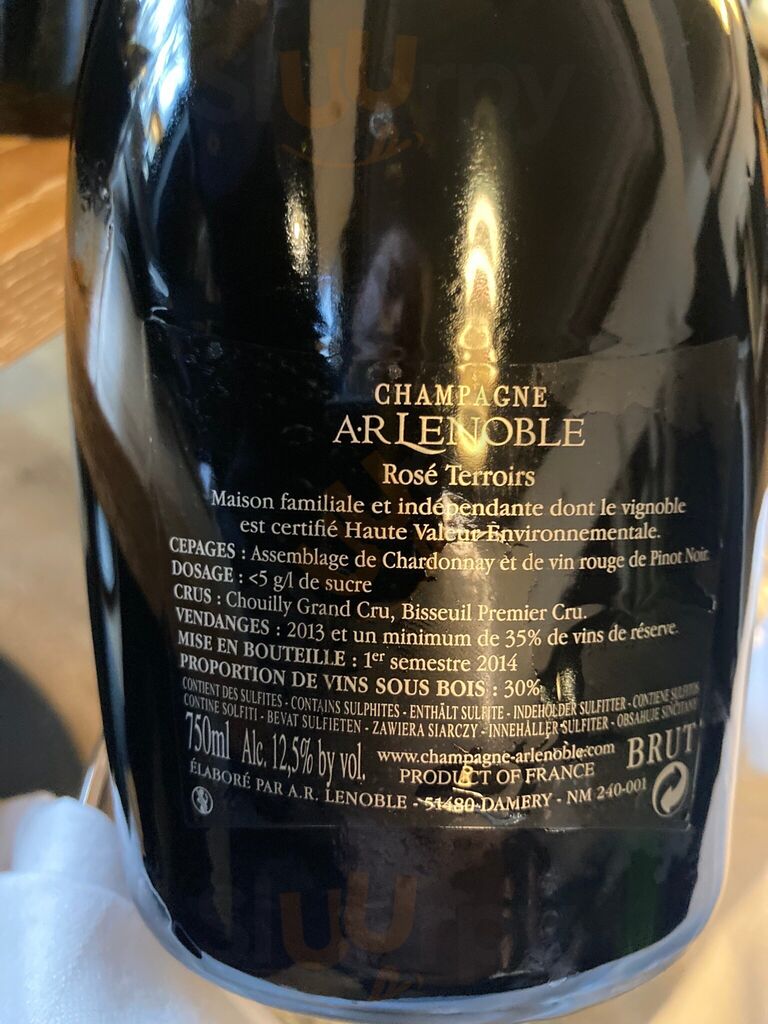 slurpy
CHAMPAGNE
A·R LENOBLE
Rosé Terroirs
Maison familiale et indépendante dont le vignoble
est certifié Haute Valeur Environnementale.
CEPAGES : Assemblage de Chardonnay et de vin rouge de Pinot Noir
DOSAGE : <5 g/l de sucre
CRUS : Chouilly Grand Cru, Bisseuil Premier Cru.
VENDANGES : 2013 et un minimum de 35% de vins de réserve.
MISE EN BOUTEILLE : 1er semestre 2014
PROPORTION DE VINS SOUS BOIS : 30%
CONTIENT DES SULFITES - CONTAINS SULPHITES - ENTHÄLT SULFITE - INDEHOLDER SULFITTER - CONTIENE SULFITOS
CONTINE SOLFITI - BEVAT SULFIETEN - ZAWIERA SIARCZY - INNEHÅLLER SULFITER - OBSAHUJE
750ml Alc. 12,5% by vol. www.champagne-arlenoble.com BRUT
PRODUCT OF FRANCE
ÉLABORÉ PAR A.R. LENOBLE - 51480 DAMERY - NM 240-001
slurpy